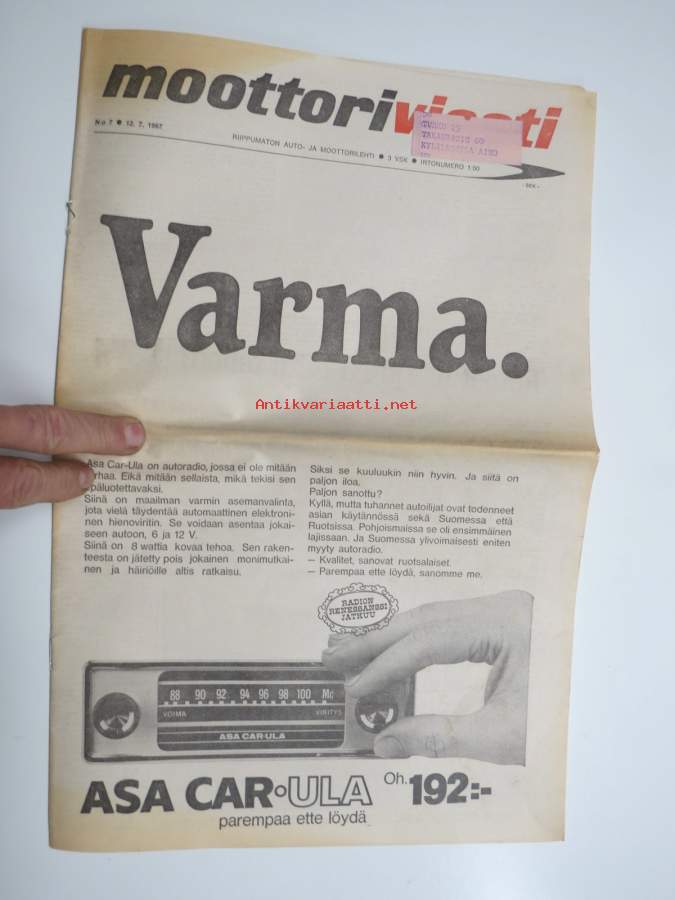 moottoriviesti
No 7 ● 13. 7. 1967
RIIPPUMATON AUTO- JA MOOTTORILEHTI ● 3 VSK ● IRTONUMERO 1:50
Varma.
Antikvariaatti.net
Asa Car-Ula on autoradio, jossa ei ole mitään
turhaa. Eikä mitään sellaista, mikä tekisi sen
epäluotettavaksi.
Siinä on maailman varmin asemanvalinta,
jota vielä täydentää automaattinen elektroni-
nen hienoviritin. Se voidaan asentaa jokai-
seen autoon, 6 ja 12 V.
Siinä on 8 wattia kovaa tehoa. Sen raken-
teesta on jätetty pois jokainen monimutkai-
nen ja häiriöille altis ratkaisu.
Siksi se kuuluukin niin hyvin. Ja siitä on
paljon iloa.
Paljon sanottu?
Kyllä, mutta tuhannet autoilijat ovat todenneet
asian käytännössä sekä Suomessa että
Ruotsissa. Pohjoismaissa se oli ensimmäinen
lajissaan. Ja Suomessa ylivoimaisesti eniten
myyty autoradio.
— Kvalitet, sanovat ruotsalaiset.
— Parempaa ette löydä, sanomme me.
RADION
RENESSANSSI
JATKUU
88 90 92 94 96 98 100 Mc
VOIMA VIRITYS
ASA CAR-ULA
ASA CAR-ULA Oh. 192:-
parempaa ette löydä